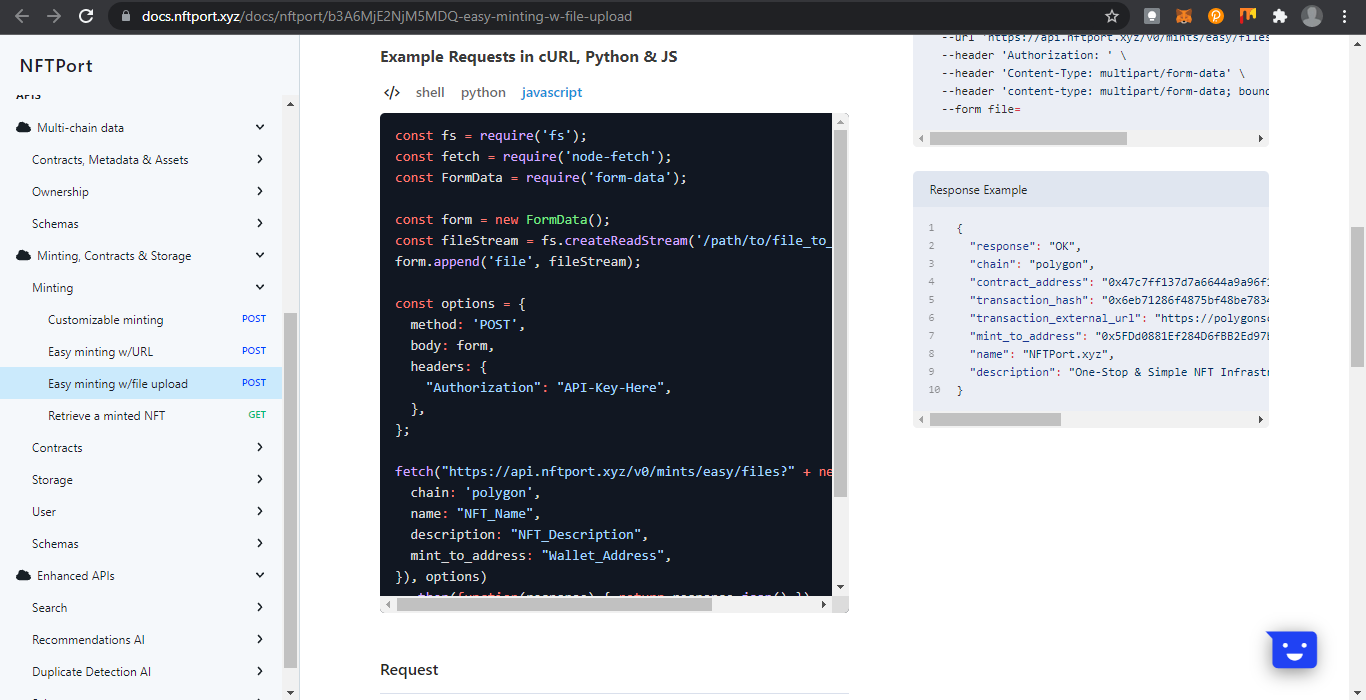 docs.nftport.xyz/docs/nftport/b3A6MjE2NjM5MDQ-easy-minting-w-file-upload
NFTPort
APIS
Multi-chain data
Contracts, Metadata & Assets
Ownership
Schemas
Minting, Contracts & Storage
Minting
Customizable minting POST
Easy minting w/URL POST
Easy minting w/file upload POST
Retrieve a minted NFT GET
Contracts
Storage
User
Schemas
Enhanced APIs
Search
Recommendations AI
Duplicate Detection AI
Example Requests in cURL, Python & JS
</> shell python javascript
const fs = require('fs');
const fetch = require('node-fetch');
const FormData = require('form-data');
const form = new FormData();
const fileStream = fs.createReadStream('/path/to/file_to_
form.append('file', fileStream);
const options = {
method: 'POST',
body: form,
headers: {
"Authorization": "API-Key-Here",
},
};
fetch("https://api.nftport.xyz/v0/mints/easy/files?" + ne
chain: 'polygon',
name: "NFT_Name",
description: "NFT_Description",
mint_to_address: "Wallet_Address",
}), options)
.then(function(response) { return response.json() })
Request
--url 'https://api.nftport.xyz/v0/mints/easy/files
--header 'Authorization: ' \
--header 'Content-Type: multipart/form-data' \
--header 'content-type: multipart/form-data; bound
--form file=
Response Example
1 {
2 "response": "OK",
3 "chain": "polygon",
4 "contract_address": "0x47c7ff137d7a6644a9a96f
5 "transaction_hash": "0x6eb71286f4875bf48be7834
6 "transaction_external_url": "https://polygonsc
7 "mint_to_address": "0x5FDd0881Ef284D6fBB2Ed97
8 "name": "NFTPort.xyz",
9 "description": "One-Stop & Simple NFT Infrast
10 }